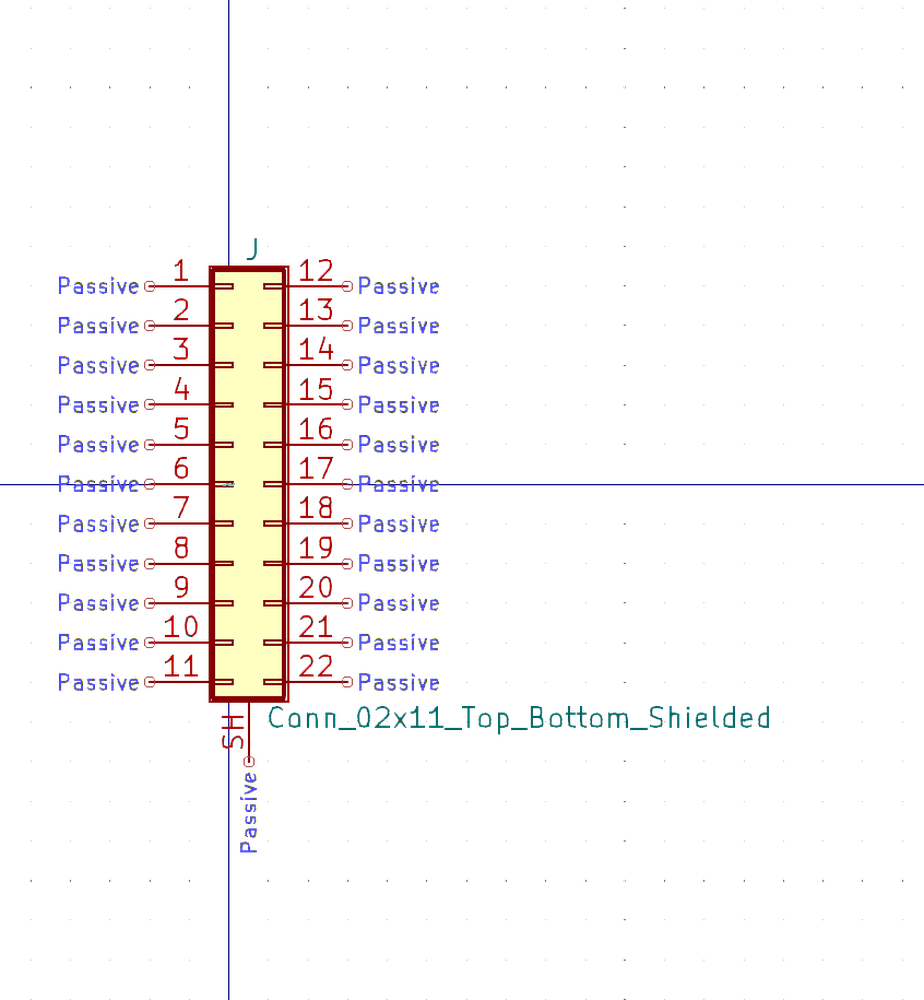 J
Passive 1 12 Passive
Passive 2 13 Passive
Passive 3 14 Passive
Passive 4 15 Passive
Passive 5 16 Passive
Passive 6 17 Passive
Passive 7 18 Passive
Passive 8 19 Passive
Passive 9 20 Passive
Passive 10 21 Passive
Passive 11 22 Passive
SH
Conn_02x11_Top_Bottom_Shielded
Passive